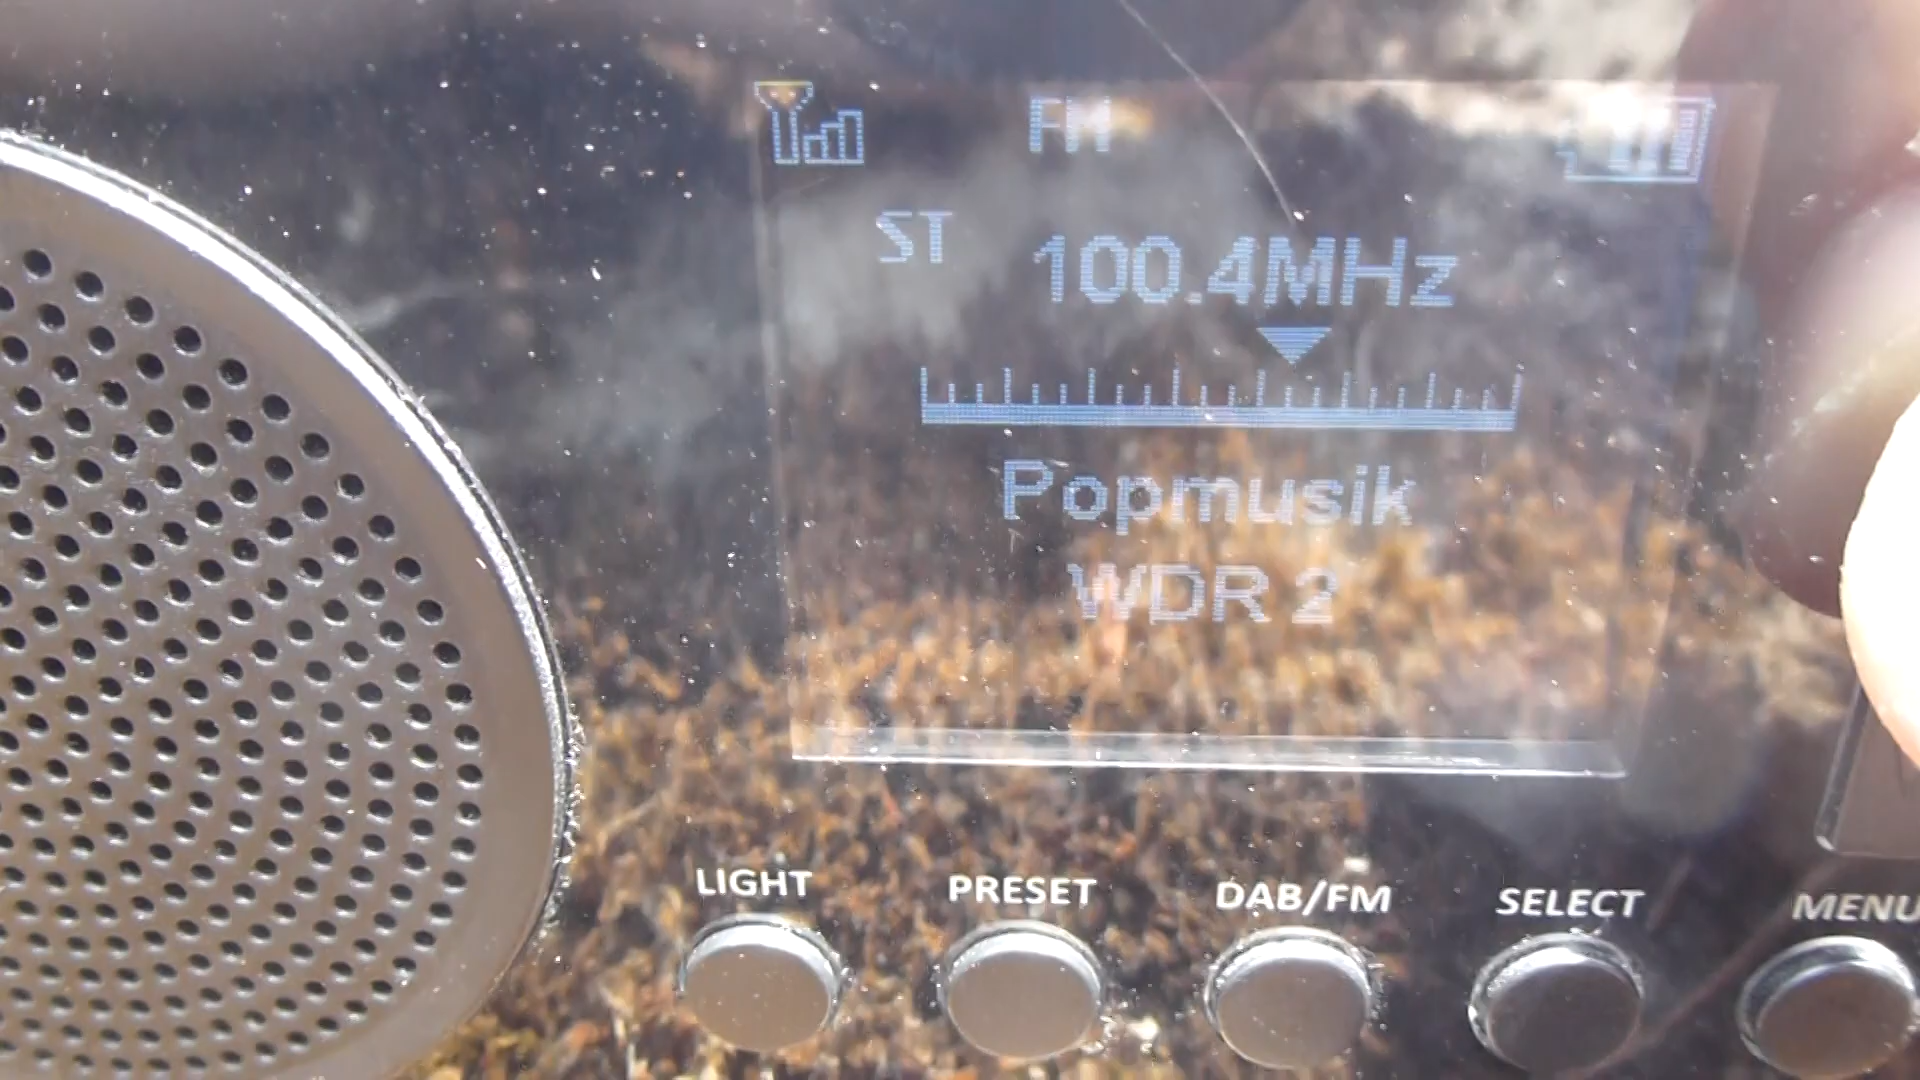 FM
ST 100.4MHz
Popmusik
WDR 2
LIGHT PRESET DAB/FM SELECT MENU